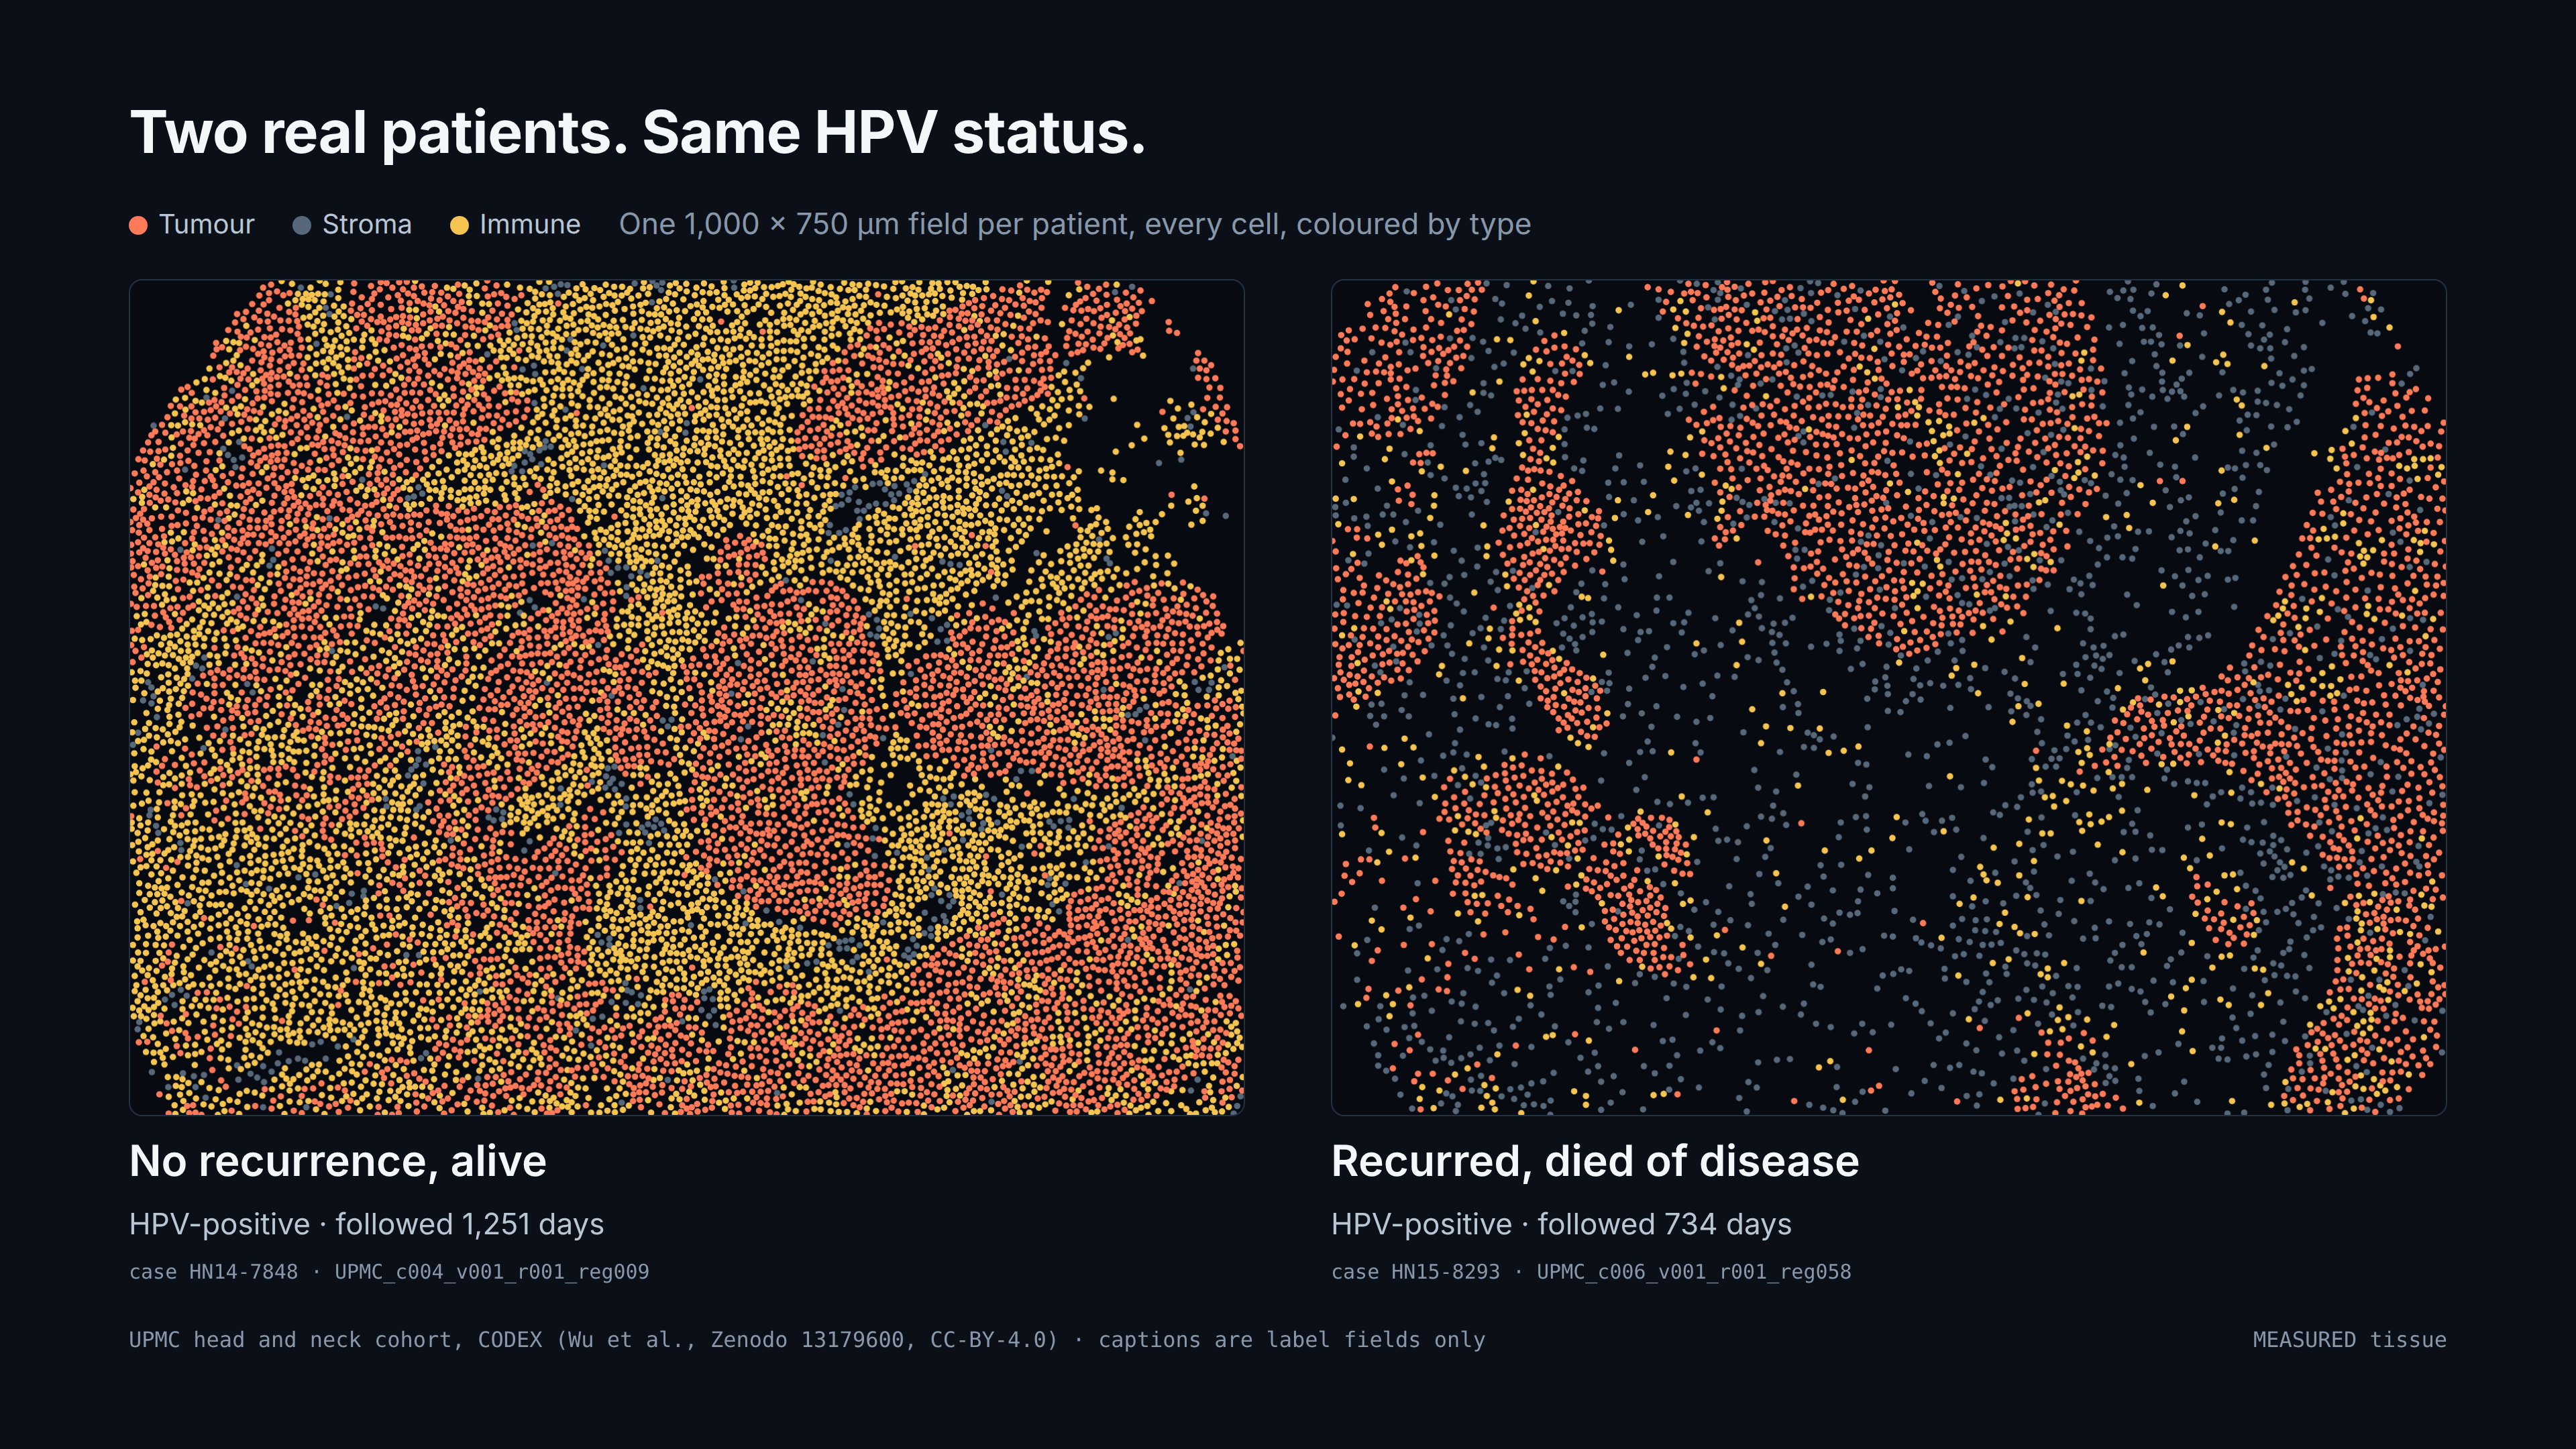 Two real patients. Same HPV status.
Tumour Stroma Immune One 1,000 × 750 µm field per patient, every cell, coloured by type
No recurrence, alive
HPV-positive · followed 1,251 days
case HN14-7848 · UPMC_c004_v001_r001_reg009
Recurred, died of disease
HPV-positive · followed 734 days
case HN15-8293 · UPMC_c006_v001_r001_reg058
UPMC head and neck cohort, CODEX (Wu et al., Zenodo 13179600, CC-BY-4.0) · captions are label fields only
MEASURED tissue